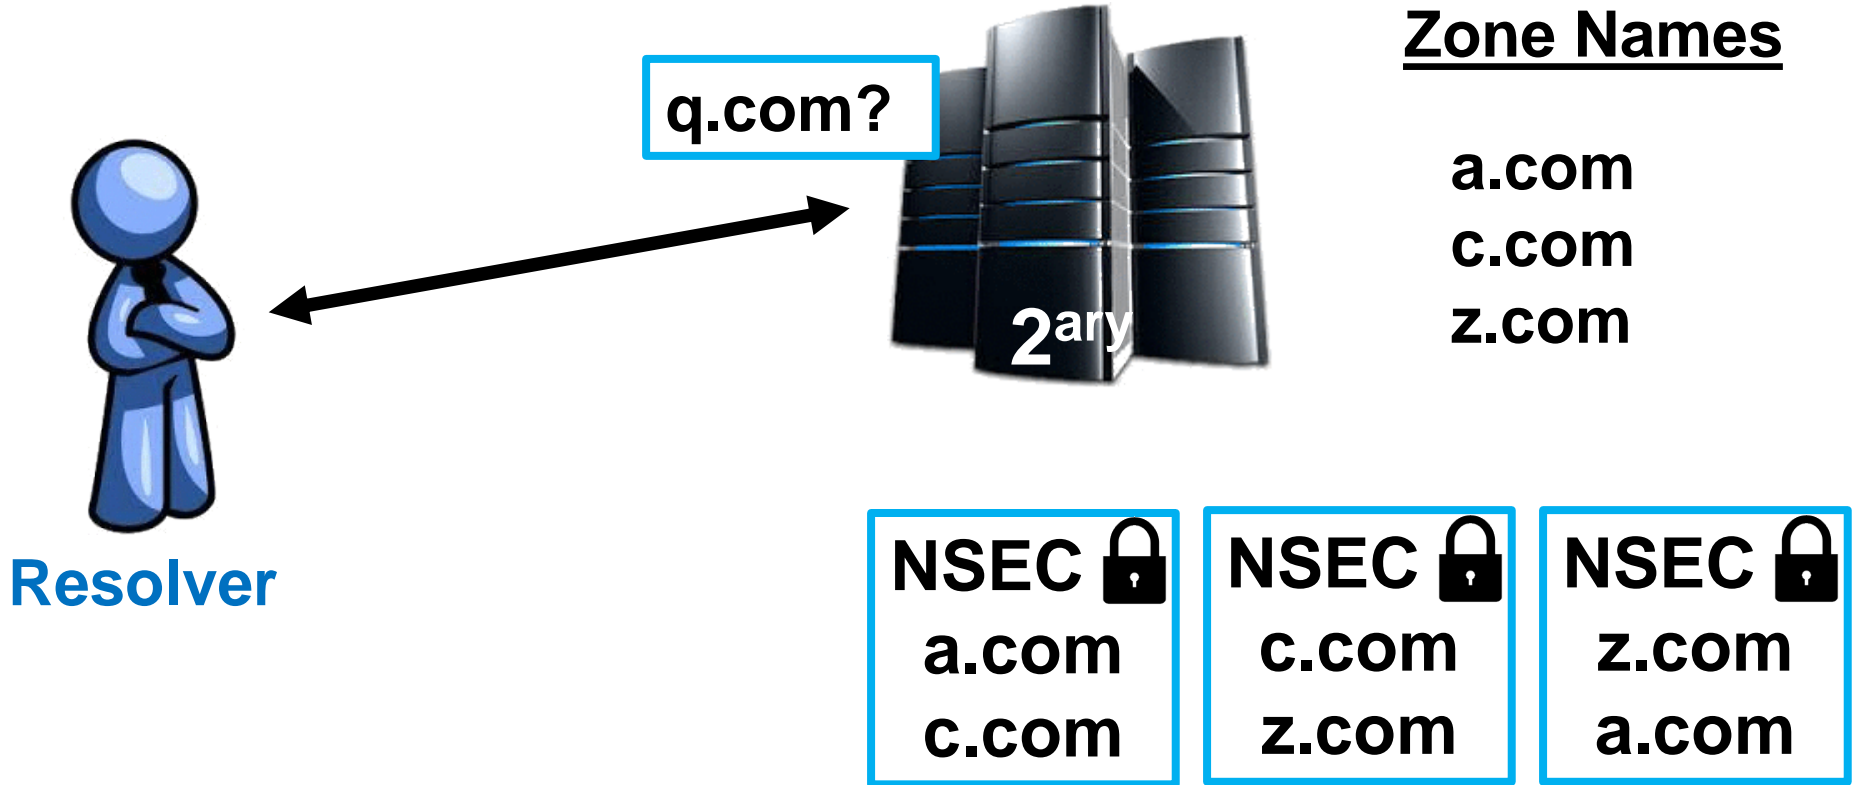 Zone Names
q.com?
a.com
c.com
z.com
2ary
Resolver
NSEC
a.com
c.com
NSEC
c.com
z.com
NSEC
z.com
a.com